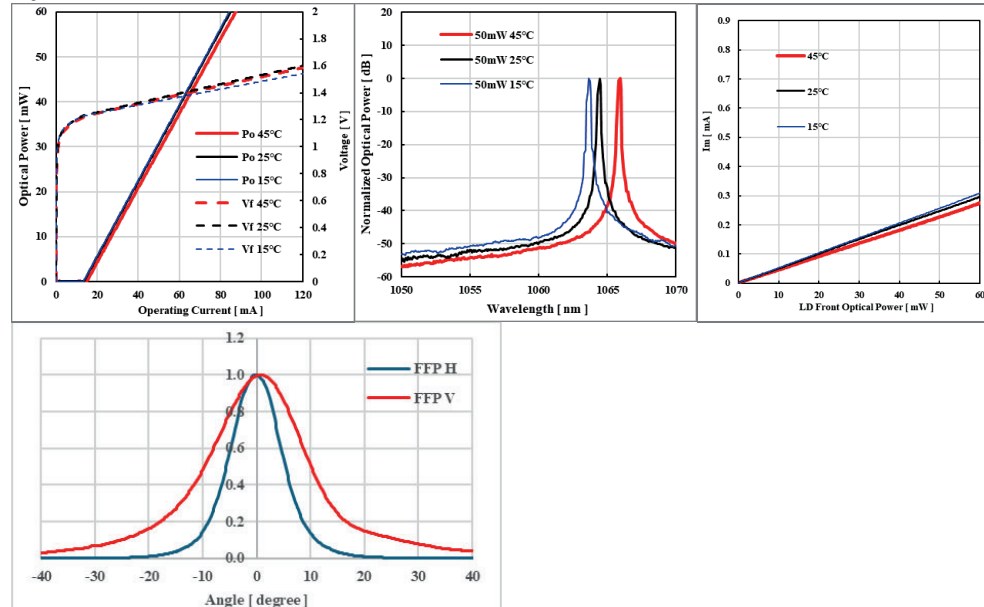 60
50
40
30
20
10
0
Optical Power [ mW ]
2
1.8
1.6
1.4
1.2
1
0.8
0.6
0.4
0.2
0
Voltage [ V ]
Po 45°C
Po 25°C
Po 15°C
Vf 45°C
Vf 25°C
Vf 15°C
0 20 40 60 80 100 120
Operating Current [ mA
20
10
0
-10
-20
-30
-40
-50
-60
Normalized Optical Power [ dB ]
50mW 45°C
50mW 25°C
50mW 15°C
1050 1055 1060 1065 1070
Wavelength [ nm ]
1
0.9
0.8
0.7
0.6
0.5
0.4
0.3
0.2
0.1
0
Im [ mA ]
45°C
25°C
15°C
0 10 20 30 40 50 60
LD Front Optical Power [ mW ]
1.2
1.0
0.8
0.6
0.4
0.2
0.0
FFP H
FFP V
-40 -30 -20 -10 0 10 20 30 40
Angle [ degree ]